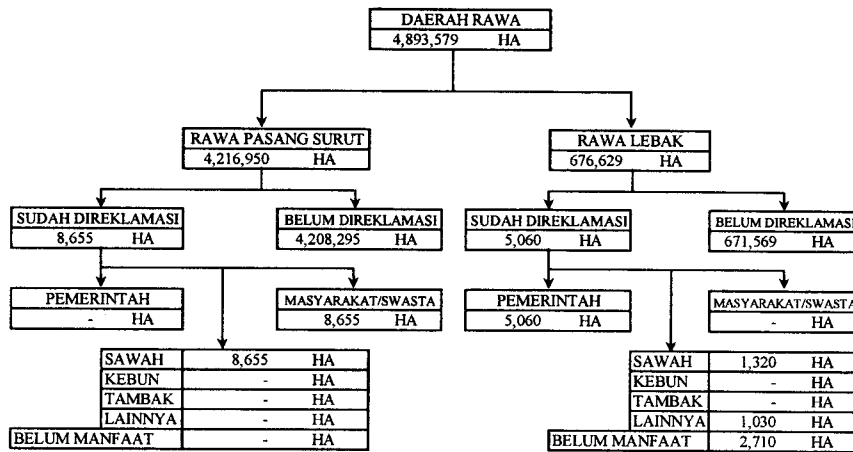 DAERAH RAWA
4,893,579 HA
RAWA PASANG SURUT
4,216,950 HA
RAWA LEBAK
676,629 HA
SUDAH DIREKLAMASI
8,655 HA
BELUM DIREKLAMASI
4,208,295 HA
SUDAH DIREKLAMASI
5,060 HA
BELUM DIREKLAMASI
671,569 HA
PEMERINTAH
- HA
MASYARAKAT/SWASTA
8,655 HA
PEMERINTAH
5,060 HA
MASYARAKAT/SWASTA
- HA
SAWAH 8,655 HA
KEBUN - HA
TAMBAK - HA
LAINNYA - HA
BELUM MANFAAT - HA
SAWAH 1,320 HA
KEBUN - HA
TAMBAK - HA
LAINNYA 1,030 HA
BELUM MANFAAT 2,710 HA